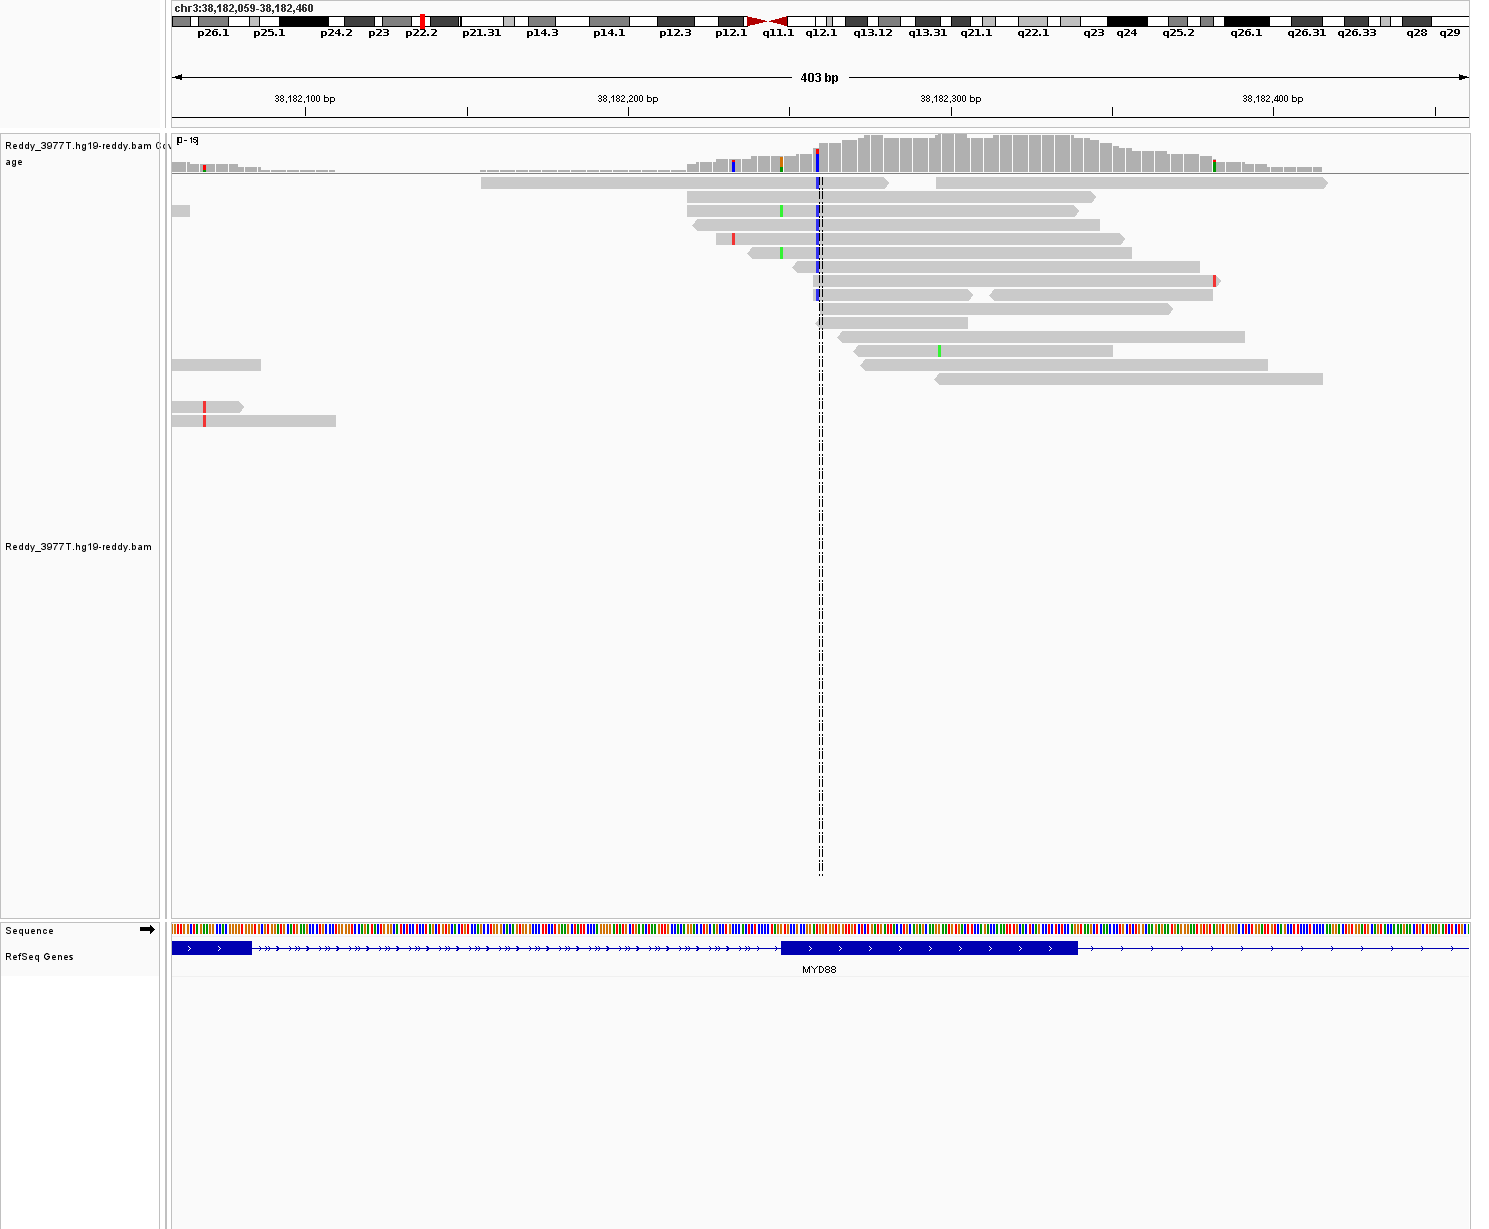 chr3:38,182,059-38,182,460
p26.1 p25.1 p24.2 p23 p22.2 p21.31 p14.3 p14.1 p12.3 p12.1 q11.1 q12.1 q13.12 q13.31 q21.1 q22.1 q23 q24 q25.2 q26.1 q26.31 q26.33 q28 q29
403 bp
38,182,100 bp 38,182,200 bp 38,182,300 bp 38,182,400 bp
Reddy_3977T.hg19-reddy.bam Cov
age
[0 - 15]
Reddy_3977T.hg19-reddy.bam
Sequence
RefSeq Genes
MYD88